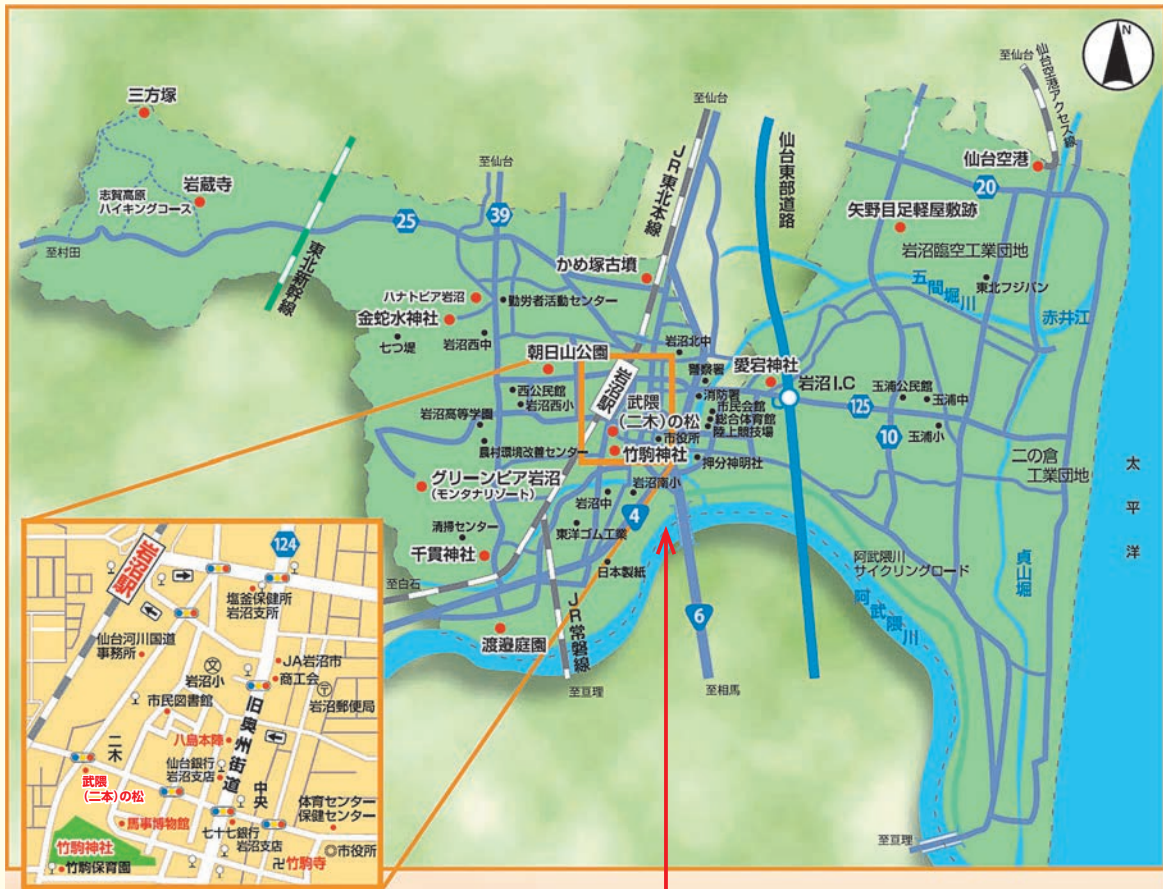 N
至仙台
仙台空港アクセス線
三方塚
至仙台
岩蔵寺
志賀高原
ハイキングコース
至仙台
JR東北本線
仙台東部道路
仙台空港
20
39
25
矢野目足軽屋敷跡
至村田
東北新幹線
岩沼臨空工業団地
かめ塚古墳
五間堀川
東北フジパン
ハナトピア岩沼
勤労者活動センター
赤井江
金蛇水神社
七つ堤
岩沼西中
岩沼北中
朝日山公園
警察署
愛宕神社
岩沼I.C
岩沼駅
西公民館
岩沼西小
消防署
市民会館
総合体育館
陸上競技場
玉浦公民館
玉浦中
125
武隈
(二木)の松
岩沼高等学園
市役所
10
玉浦小
農村環境改善センター
竹駒神社
押分神明社
二の倉
工業団地
太平洋
グリーンピア岩沼
(モンタナリゾート)
岩沼南小
岩沼中
4
清掃センター
東洋ゴム工業
千貫神社
日本製紙
阿武隈川
サイクリングロード
貞山堀
至白石
阿武隈川
JR常磐線
6
渡邉庭園
至亘理
至相馬
至亘理
124
岩沼駅
塩釜保健所
岩沼支所
仙台河川国道
事務所
文
岩沼小
JA岩沼市
商工会
〒
岩沼郵便局
市民図書館
旧奥州街道
二木
八島本陣
仙台銀行
岩沼支店
中央
武隈
(二本)の松
体育センター
保健センター
馬事博物館
七十七銀行
岩沼支店
◎市役所
竹駒神社
卍竹駒寺
竹駒保育園